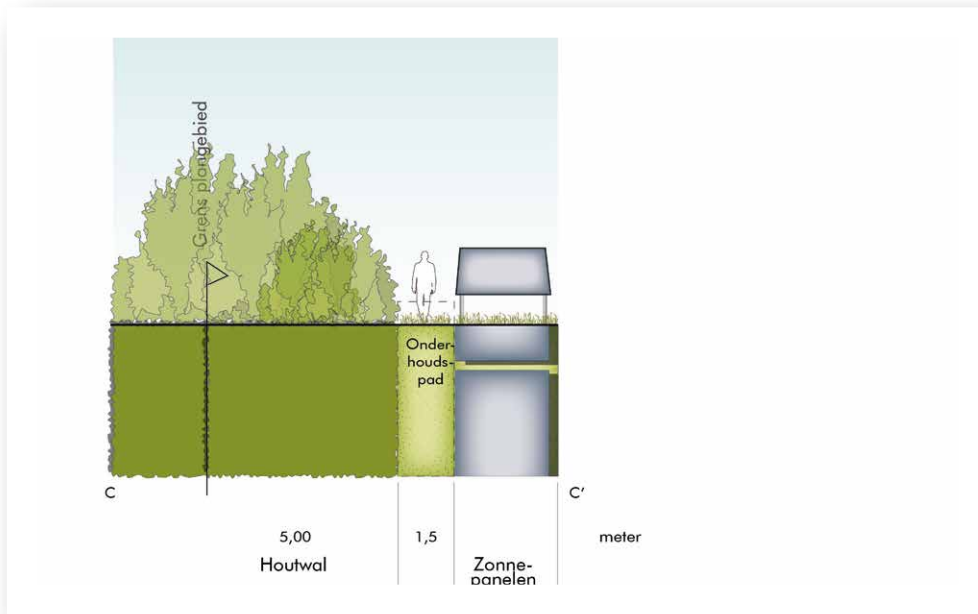 Grens plangebied
Onder-
houds-
pad
C
C'
5,00
1,5
meter
Houtwal
Zonne-
panelen